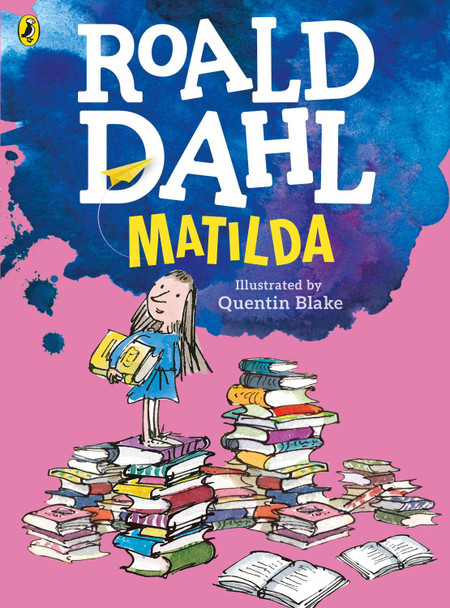 ROALD
DAHL
MATILDA
Illustrated by
Quentin Blake